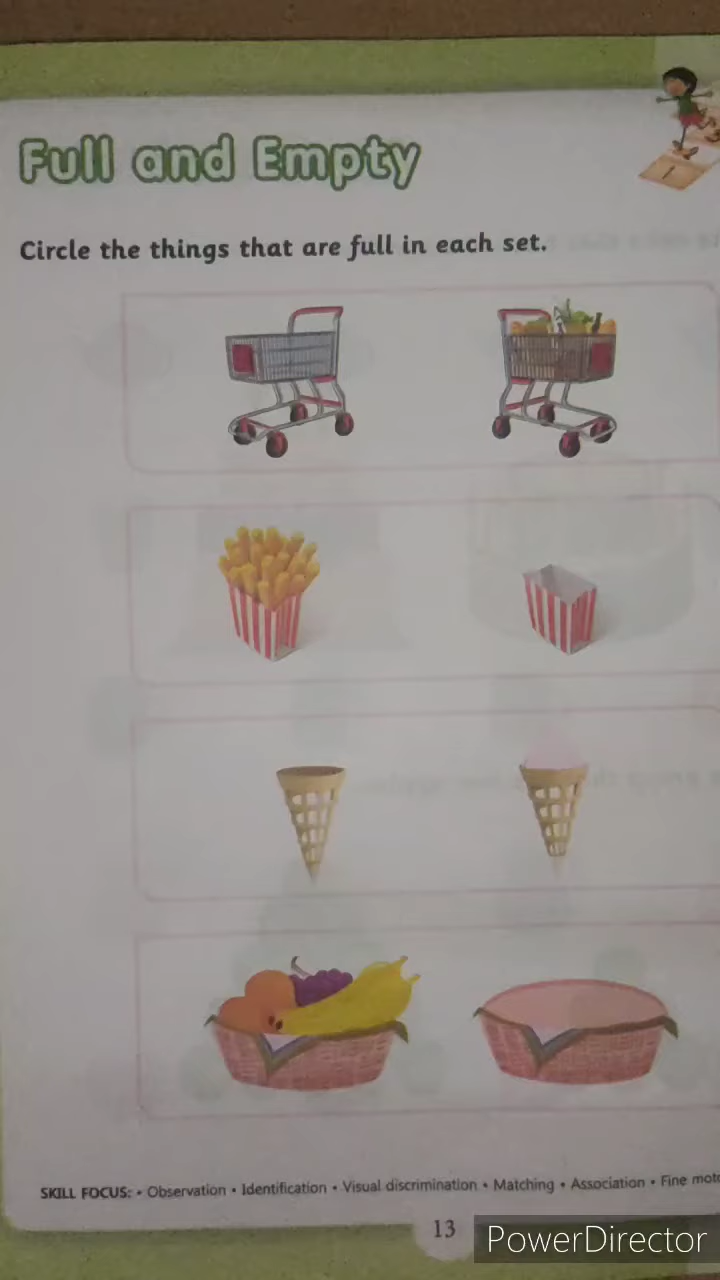 Full and Empty
Circle the things that are full in each set.
SKILL FOCUS: • Observation • Identification • Visual discrimination • Matching • Association • Fine
13
PowerDirector